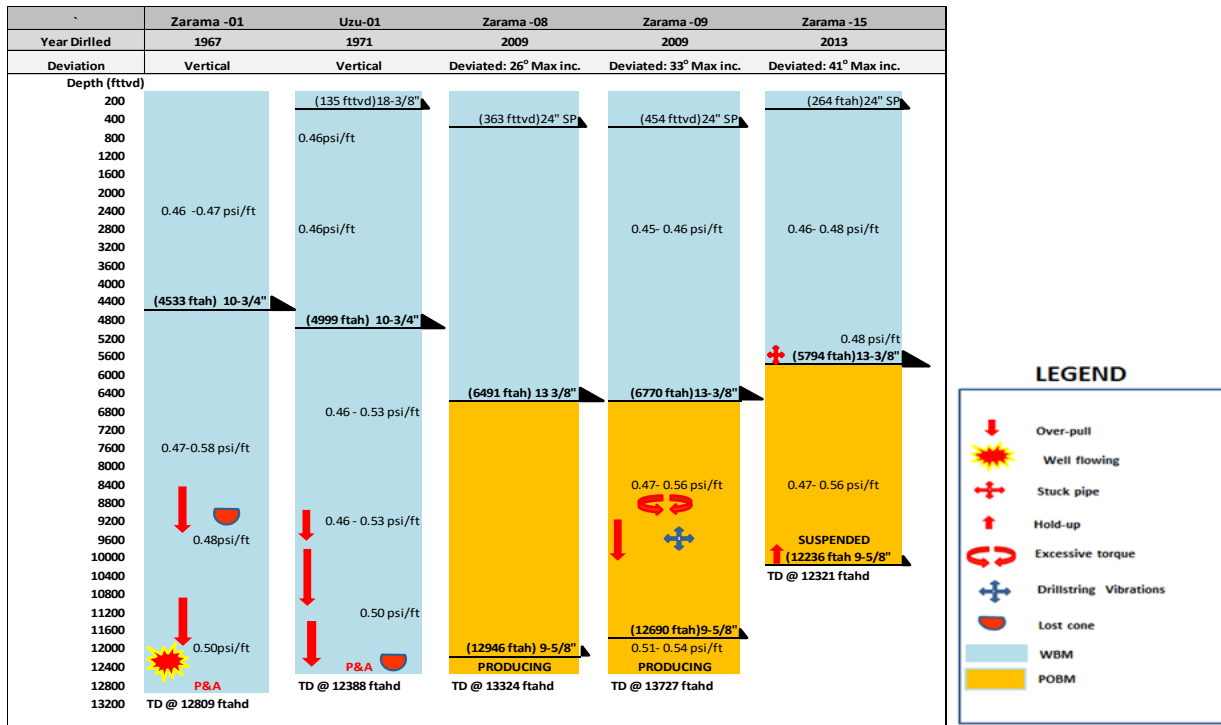 ` Zarama -01 Uzu-01 Zarama -08 Zarama -09 Zarama -15
Year Dirlled 1967 1971 2009 2009 2013
Deviation Vertical Vertical Deviated: 26° Max inc. Deviated: 33° Max inc. Deviated: 41° Max inc.
Depth (fttvd)
200 (135 fttvd)18-3/8" (264 ftah)24" SP
400 (363 fttvd)24" SP (454 fttvd)24" SP
800 0.46psi/ft
1200
1600
2000
2400 0.46 -0.47 psi/ft
2800 0.46psi/ft 0.45- 0.46 psi/ft 0.46- 0.48 psi/ft
3200
3600
4000
4400 (4533 ftah) 10-3/4"
4800 (4999 ftah) 10-3/4"
5200 0.48 psi/ft
5600 (5794 ftah)13-3/8"
6000
6400 (6491 ftah) 13 3/8" (6770 ftah)13-3/8"
6800 0.46 - 0.53 psi/ft
7200
7600 0.47-0.58 psi/ft
8000
8400 0.47- 0.56 psi/ft 0.47- 0.56 psi/ft
8800
9200 0.46 - 0.53 psi/ft
9600 0.48psi/ft SUSPENDED
10000 (12236 ftah 9-5/8"
10400 TD @ 12321 ftahd
10800
11200 0.50 psi/ft
11600 (12690 ftah)9-5/8"
12000 0.50psi/ft (12946 ftah) 9-5/8" 0.51- 0.54 psi/ft
12400 P&A PRODUCING PRODUCING
12800 P&A TD @ 12388 ftahd TD @ 13324 ftahd TD @ 13727 ftahd
13200 TD @ 12809 ftahd
LEGEND
Over-pull
Well flowing
Stuck pipe
Hold-up
Excessive torque
Drillstring Vibrations
Lost cone
WBM
POBM